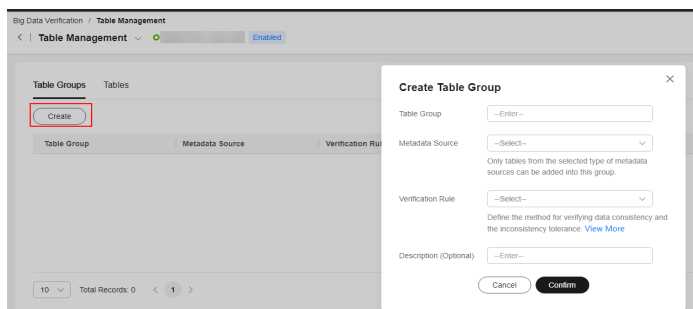 Big Data Verification / Table Management
Table Management
Enabled
Table Groups Tables
Create
Table Group Metadata Source Verification Rul
10 Total Records: 0 < 1 >
Create Table Group
Table Group --Enter--
Metadata Source --Select--
Only tables from the selected type of metadata
sources can be added into this group.
Verification Rule --Select--
Define the method for verifying data consistency and
the inconsistency tolerance. View More
Description (Optional) --Enter--
Cancel Confirm